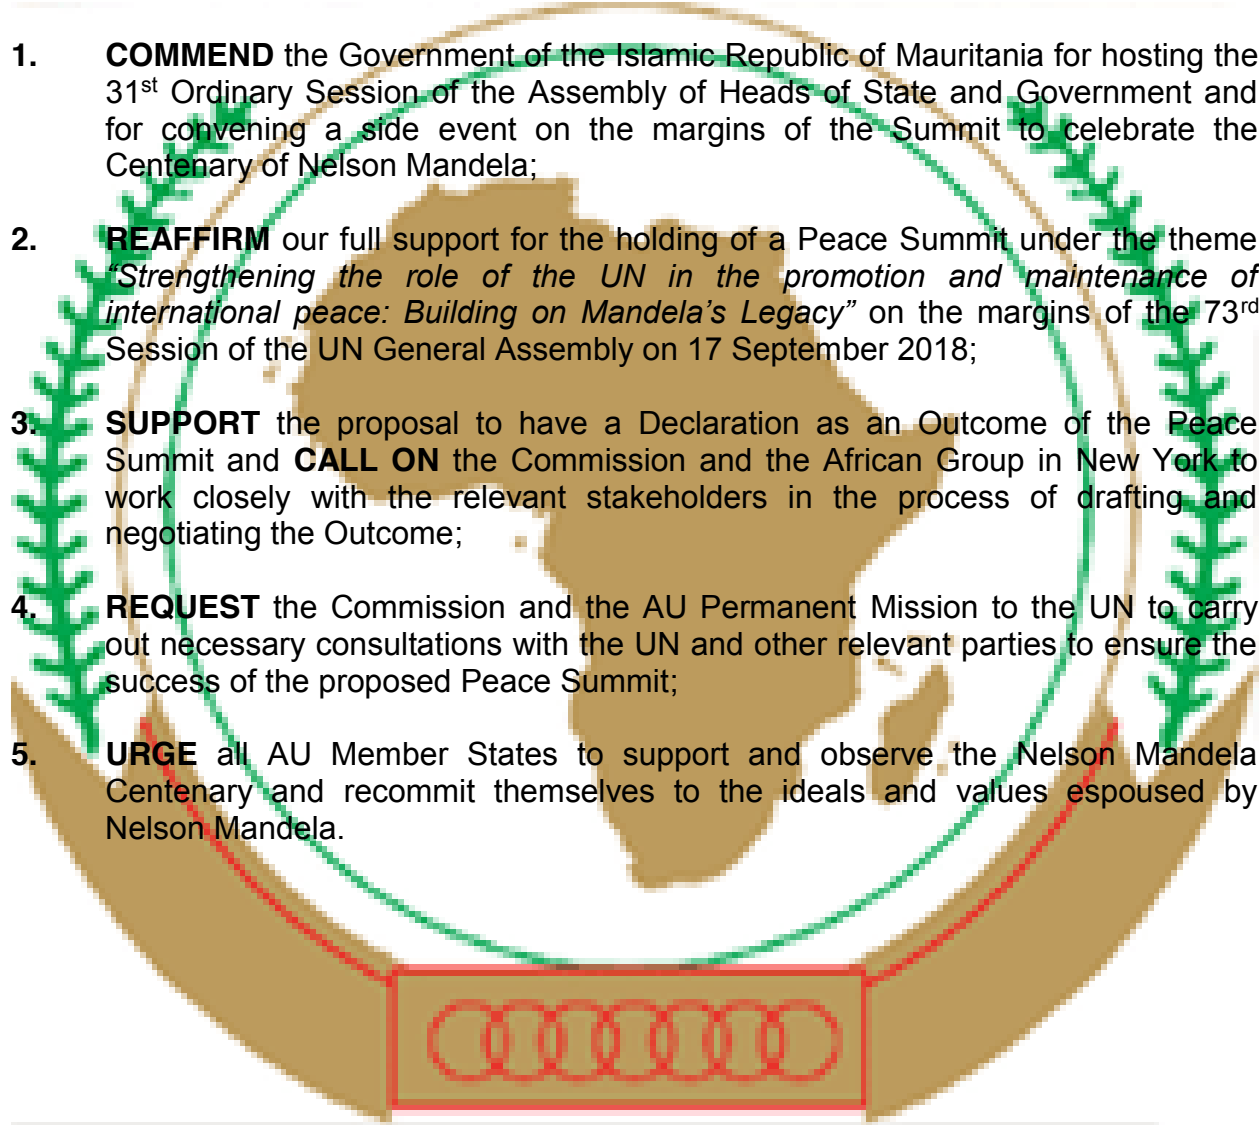 1. COMMEND the Government of the Islamic Republic of Mauritania for hosting the
31st Ordinary Session of the Assembly of Heads of State and Government and
for convening a side event on the margins of the Summit to celebrate the
Centenary of Nelson Mandela;
2. REAFFIRM our full support for the holding of a Peace Summit under the theme
“Strengthening the role of the UN in the promotion and maintenance of
international peace: Building on Mandela’s Legacy” on the margins of the 73rd
Session of the UN General Assembly on 17 September 2018;
3. SUPPORT the proposal to have a Declaration as an Outcome of the Peace
Summit and CALL ON the Commission and the African Group in New York to
work closely with the relevant stakeholders in the process of drafting and
negotiating the Outcome;
4. REQUEST the Commission and the AU Permanent Mission to the UN to carry
out necessary consultations with the UN and other relevant parties to ensure the
success of the proposed Peace Summit;
5. URGE all AU Member States to support and observe the Nelson Mandela
Centenary and recommit themselves to the ideals and values espoused by
Nelson Mandela.